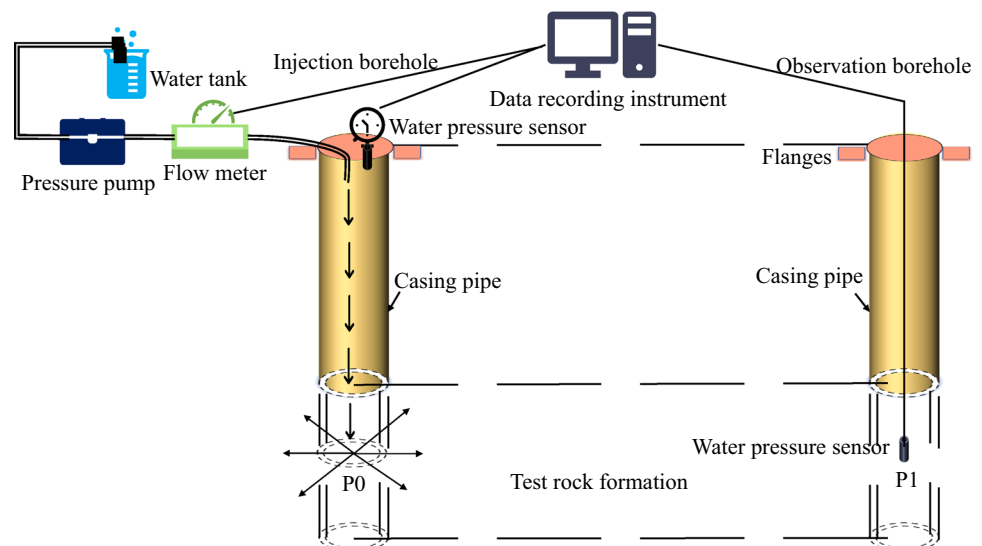 Injection borehole
Observation borehole
Water tank
Data recording instrument
Water pressure sensor
Flanges
Pressure pump
Flow meter
Casing pipe
Casing pipe
Water pressure sensor
P0
Test rock formation
P1